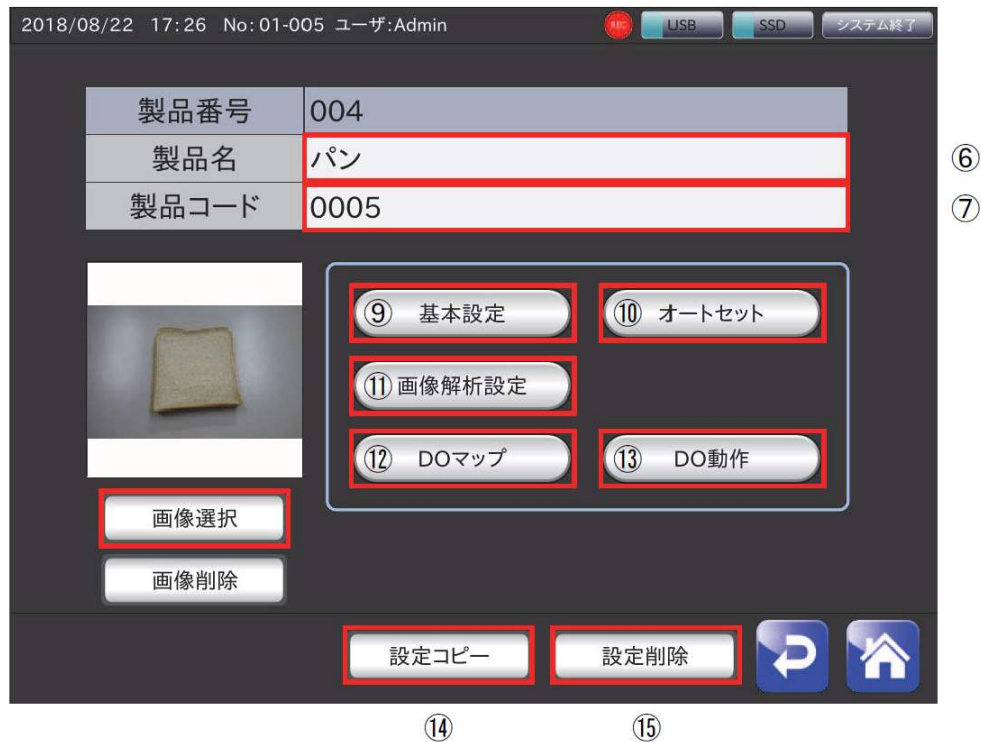 2018/08/22 17:26 No:01-005 ユーザ:Admin REC USB SSD システム終了
製品番号 004
製品名 パン ⑥
製品コード 0005 ⑦
⑨ 基本設定 ⑩ オートセット
⑪ 画像解析設定
⑫ DOマップ ⑬ DO動作
画像選択
画像削除
設定コピー 設定削除
⑭ ⑮